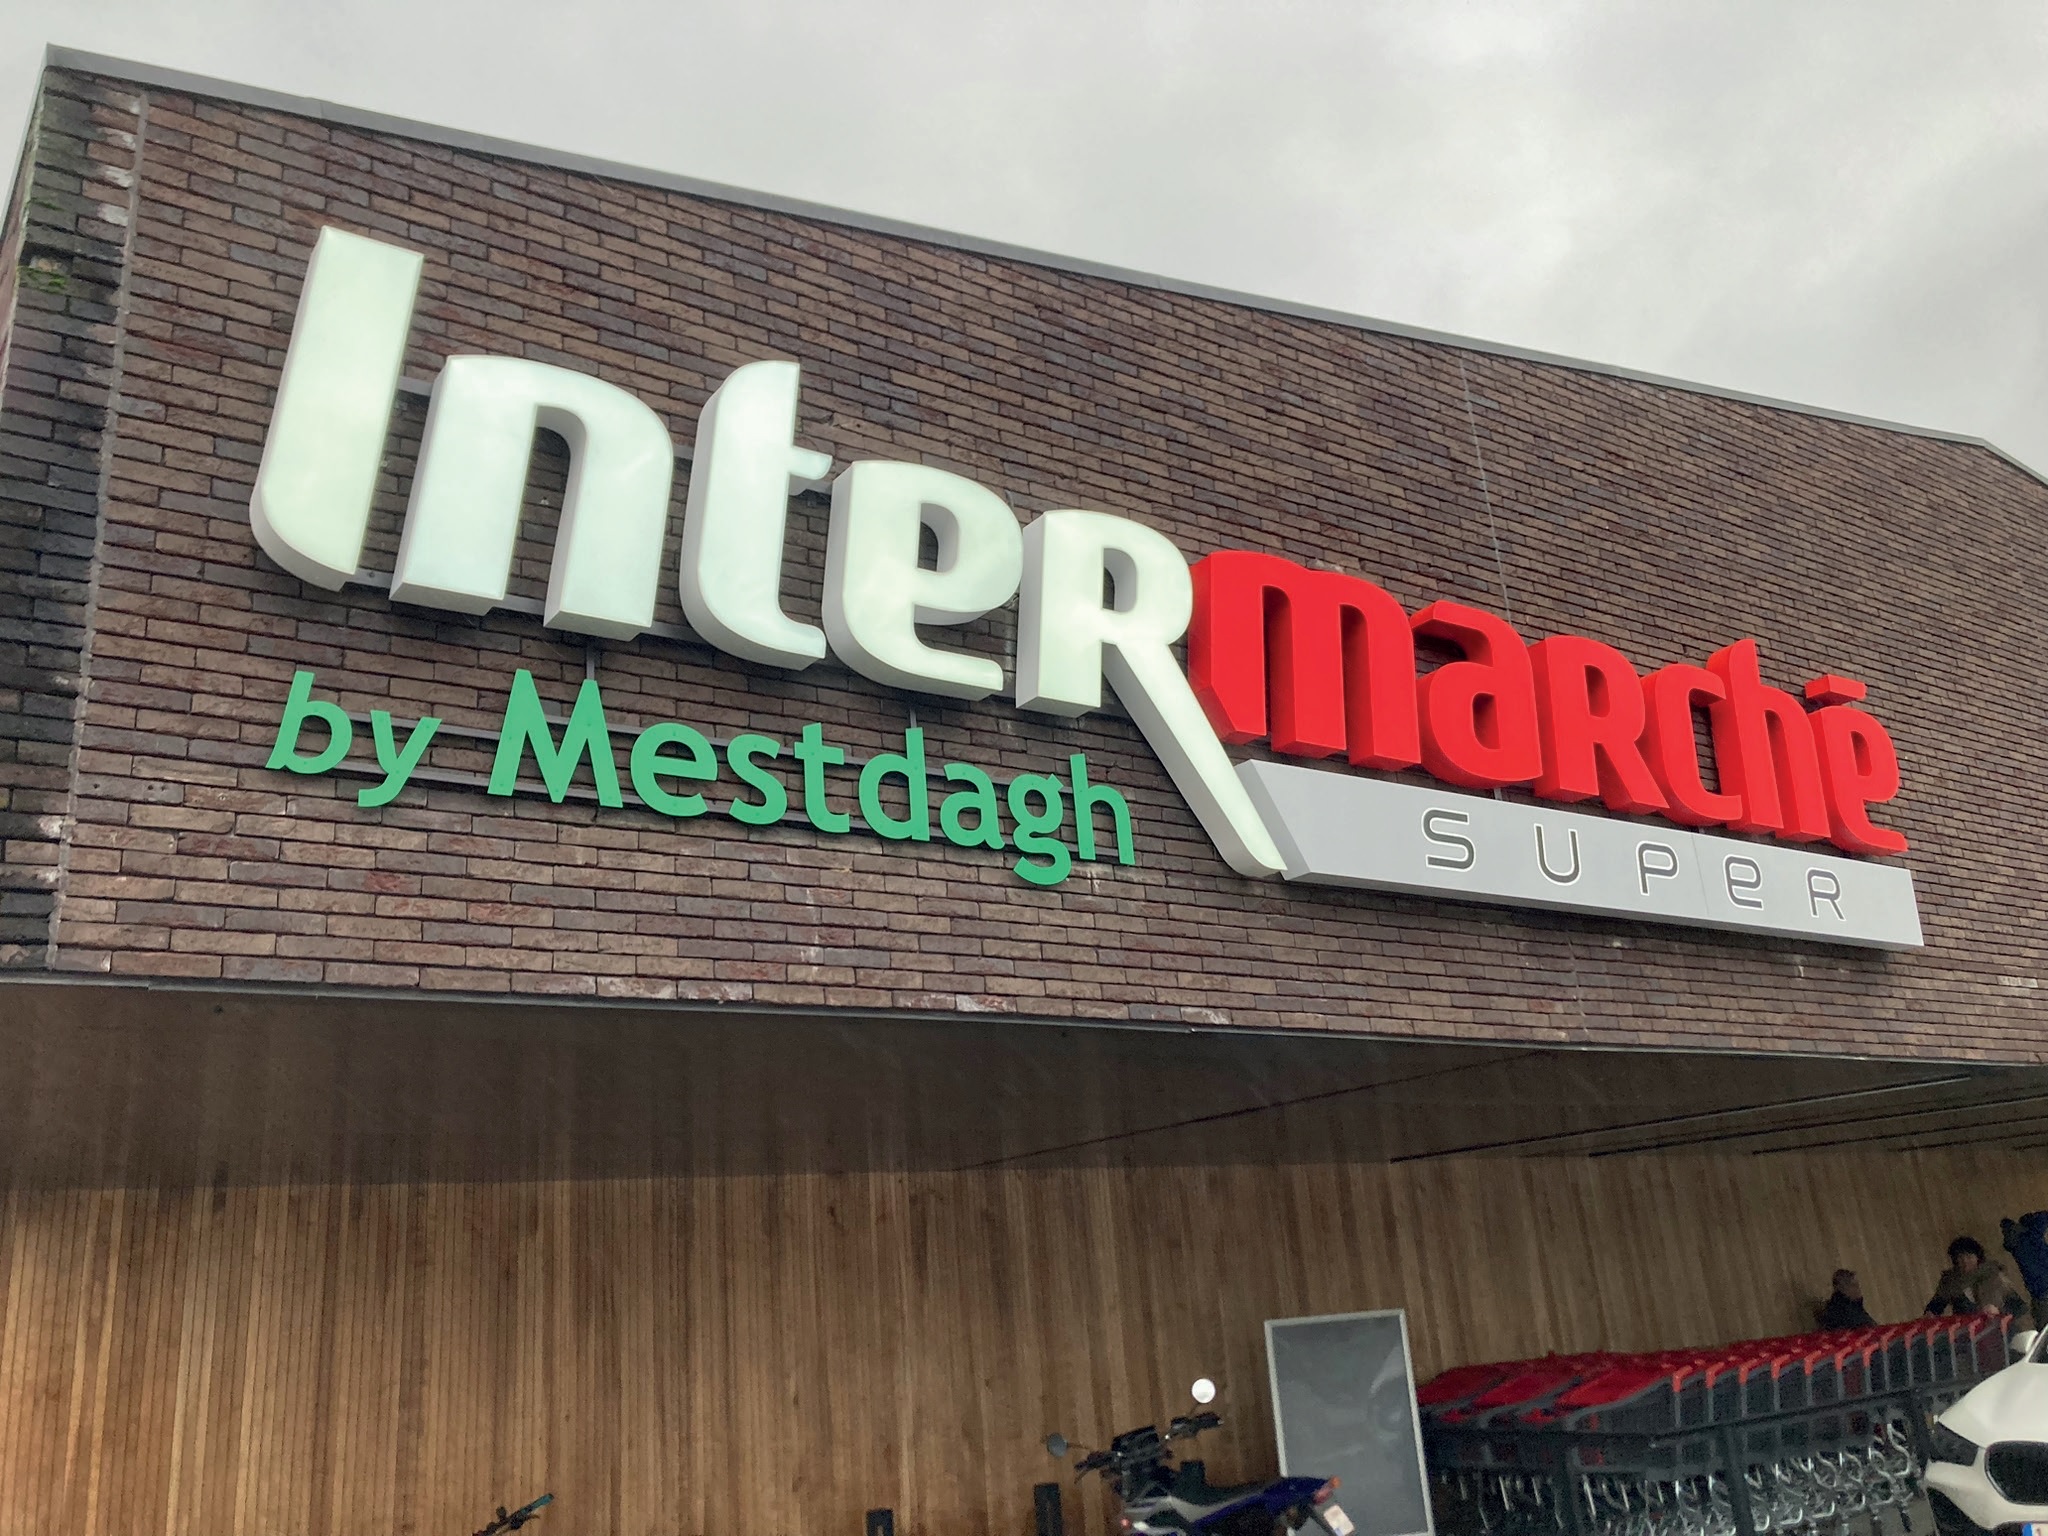 Intermarché
by Mestdagh
SUPER